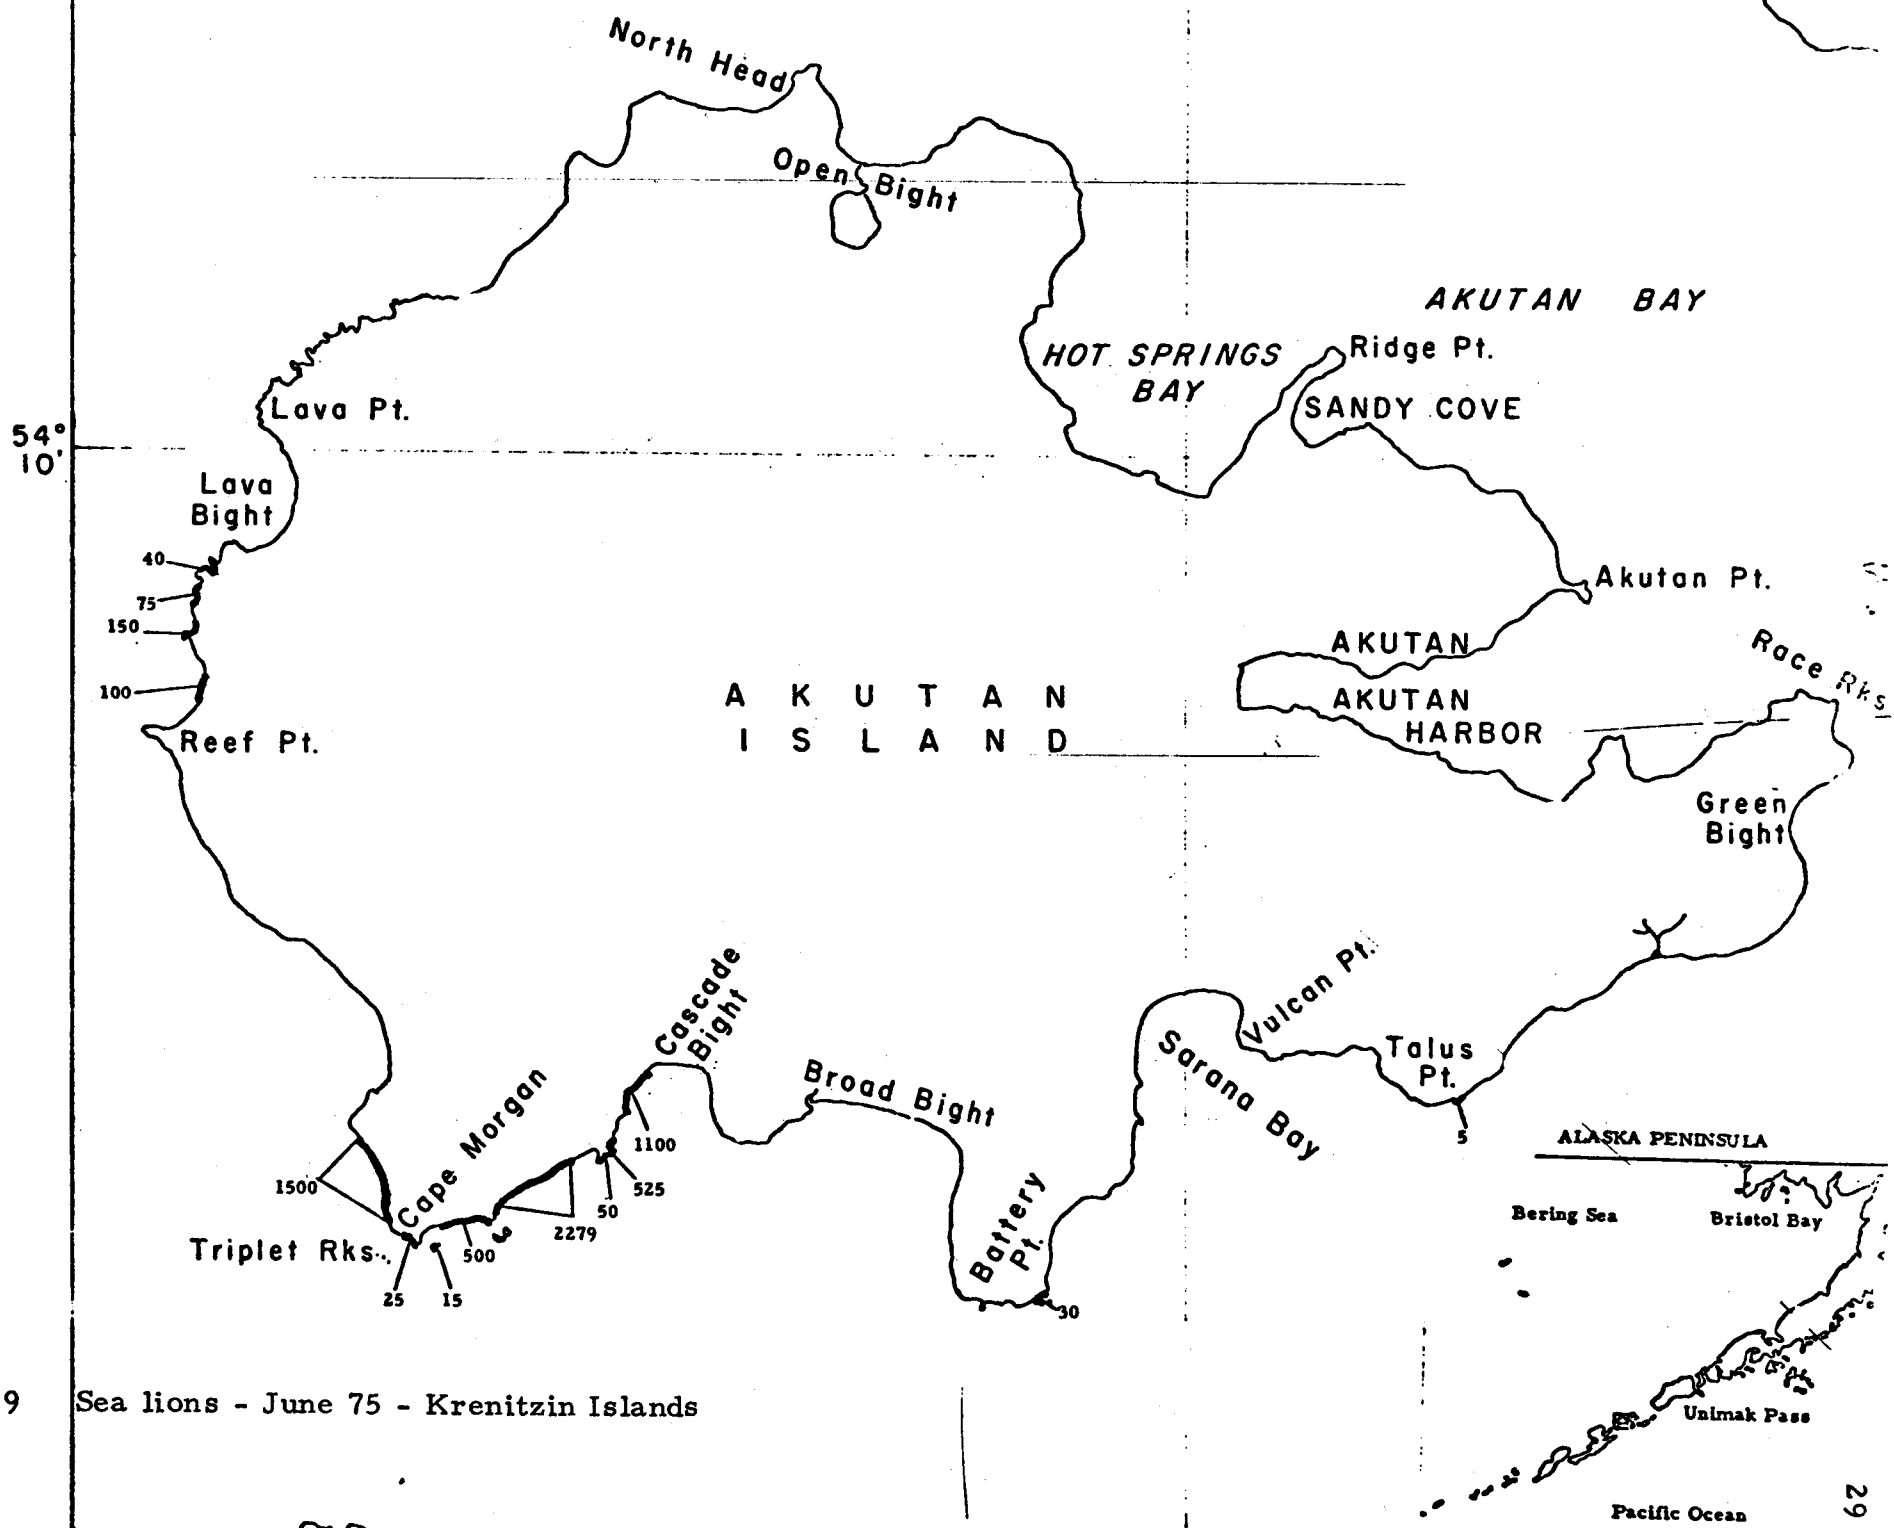 North Head
Open Bight
AKUTAN BAY
HOT SPRINGS
BAY
Ridge Pt.
SANDY COVE
Lava Pt.
54°
10'
Lava
Bight
40
75
150
100
Reef Pt.
Akutan Pt.
AKUTAN
AKUTAN
HARBOR
Race Rks
AKUTAN
ISLAND
Green
Bight
Cascade
Bight
Vulcan Pt.
Talus
Pt.
5
Sarana Bay
Broad Bight
Battery
Pt.
30
Cape Morgan
1100
525
50
2279
500
1500
Triplet Rks.
25
15
ALASKA PENINSULA
Bering Sea
Bristol Bay
Unimak Pass
Pacific Ocean
9
Sea lions - June 75 - Krenitzin Islands
29